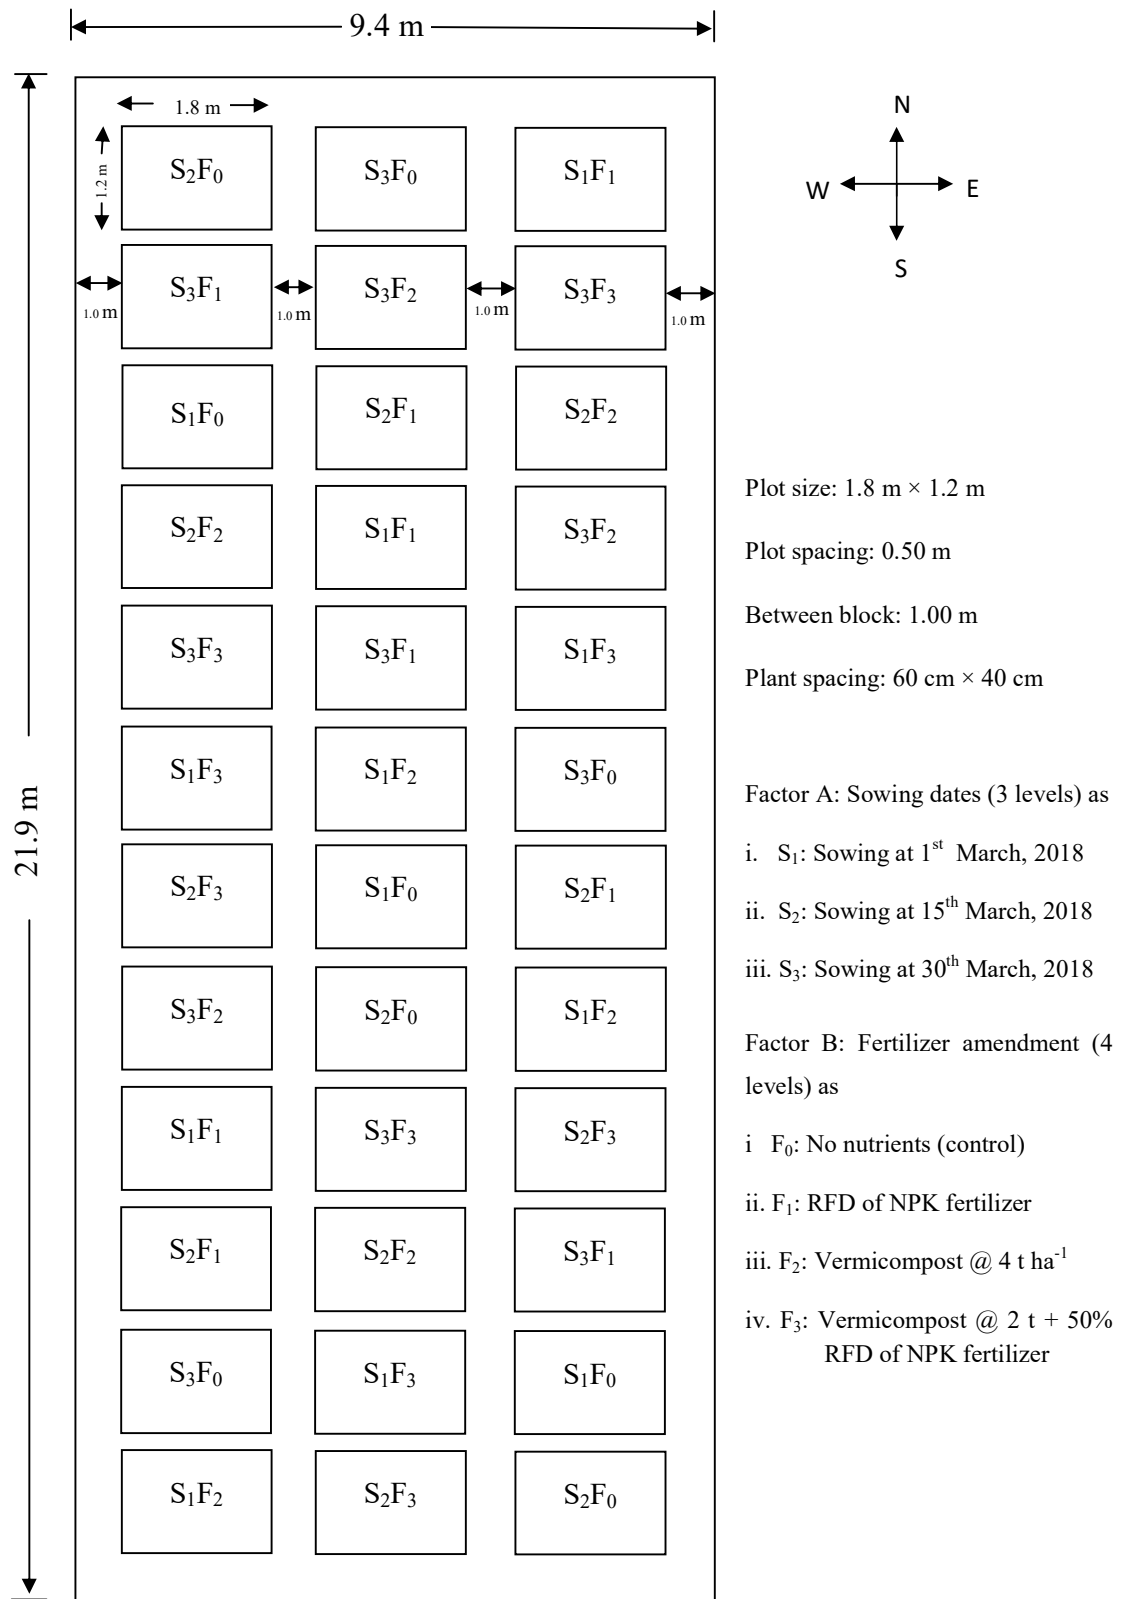 9.4 m
1.8 m
1.2 m
N
W E
S
S₂F₀ S₃F₀ S₁F₁
S₃F₁ S₃F₂ S₃F₃
1.0 m 1.0 m 1.0 m 1.0 m
S₁F₀ S₂F₁ S₂F₂
S₂F₂ S₁F₁ S₃F₂
S₃F₃ S₃F₁ S₁F₃
S₁F₃ S₁F₂ S₃F₀
S₂F₃ S₁F₀ S₂F₁
S₃F₂ S₂F₀ S₁F₂
S₁F₁ S₃F₃ S₂F₃
S₂F₁ S₂F₂ S₃F₁
S₃F₀ S₁F₃ S₁F₀
S₁F₂ S₂F₃ S₂F₀
21.9 m
Plot size: 1.8 m × 1.2 m
Plot spacing: 0.50 m
Between block: 1.00 m
Plant spacing: 60 cm × 40 cm
Factor A: Sowing dates (3 levels) as
i. S₁: Sowing at 1st March, 2018
ii. S₂: Sowing at 15th March, 2018
iii. S₃: Sowing at 30th March, 2018
Factor B: Fertilizer amendment (4
levels) as
i F₀: No nutrients (control)
ii. F₁: RFD of NPK fertilizer
iii. F₂: Vermicompost @ 4 t ha⁻¹
iv. F₃: Vermicompost @ 2 t + 50%
RFD of NPK fertilizer